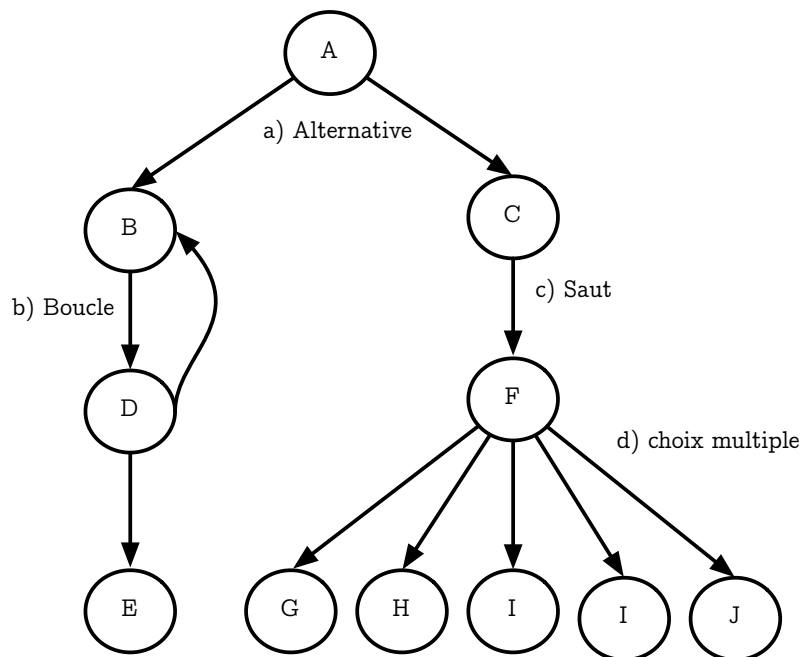 A
a) Alternative
B
C
b) Boucle
c) Saut
D
F
d) choix multiple
E
G
H
I
I
J